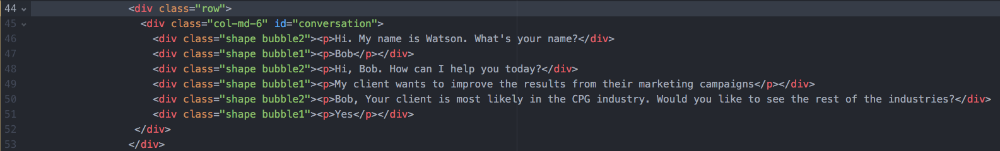 44 <div class="row">
45 <div class="col-md-6" id="conversation">
46 <div class="shape bubble2"><p>Hi. My name is Watson. What's your name?</div>
47 <div class="shape bubble1"><p>Bob</p></div>
48 <div class="shape bubble2"><p>Hi, Bob. How can I help you today?</div>
49 <div class="shape bubble1"><p>My client wants to improve the results from their marketing campaigns</p></div>
50 <div class="shape bubble2"><p>Bob, Your client is most likely in the CPG industry. Would you like to see the rest of the industries?</div>
51 <div class="shape bubble1"><p>Yes</p></div>
52 </div>
53 </div>